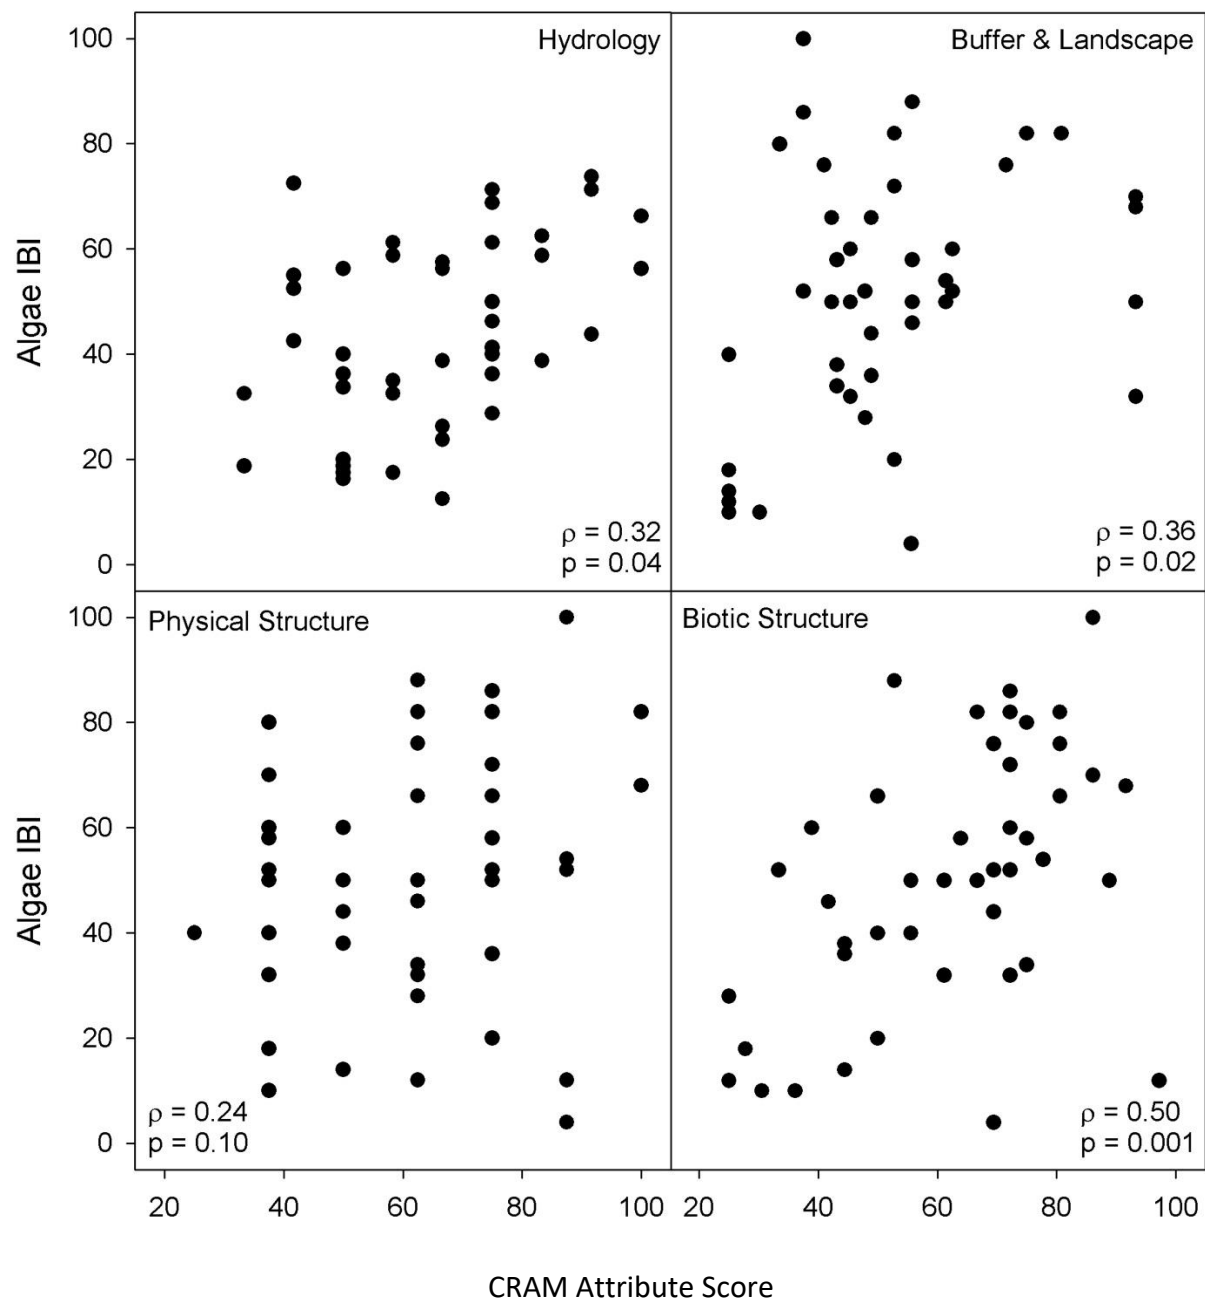 Hydrology
Buffer & Landscape
100
80
60
40
20
0
Algae IBI
ρ = 0.32
p = 0.04
ρ = 0.36
p = 0.02
Physical Structure
Biotic Structure
100
80
60
40
20
0
Algae IBI
ρ = 0.24
p = 0.10
ρ = 0.50
p = 0.001
20 40 60 80 100
20 40 60 80 100
CRAM Attribute Score